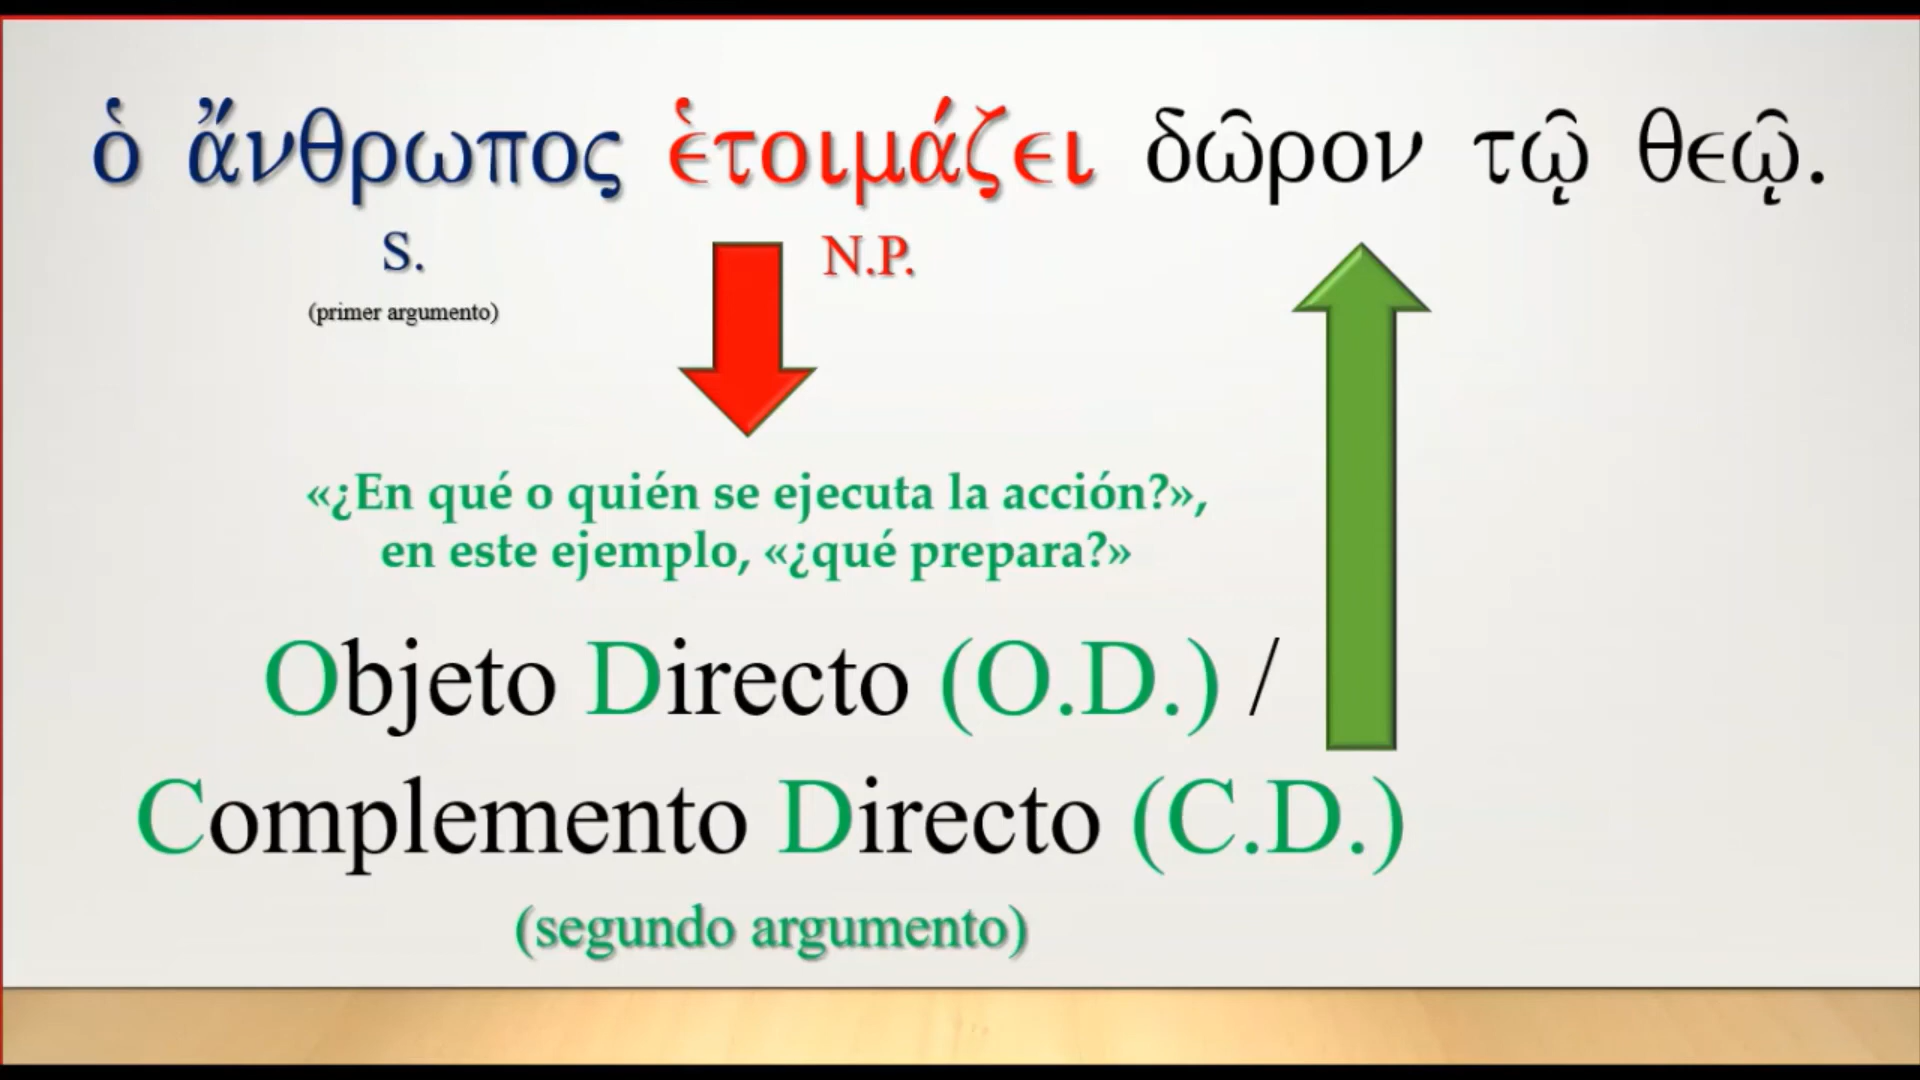 ὁ ἄνθρωπος ἑτοιμάζει δῶρον τῷ θεῷ.
S. N.P.
(primer argumento)
«¿En qué o quién se ejecuta la acción?»,
en este ejemplo, «¿qué prepara?»
Objeto Directo (O.D.) /
Complemento Directo (C.D.)
(segundo argumento)